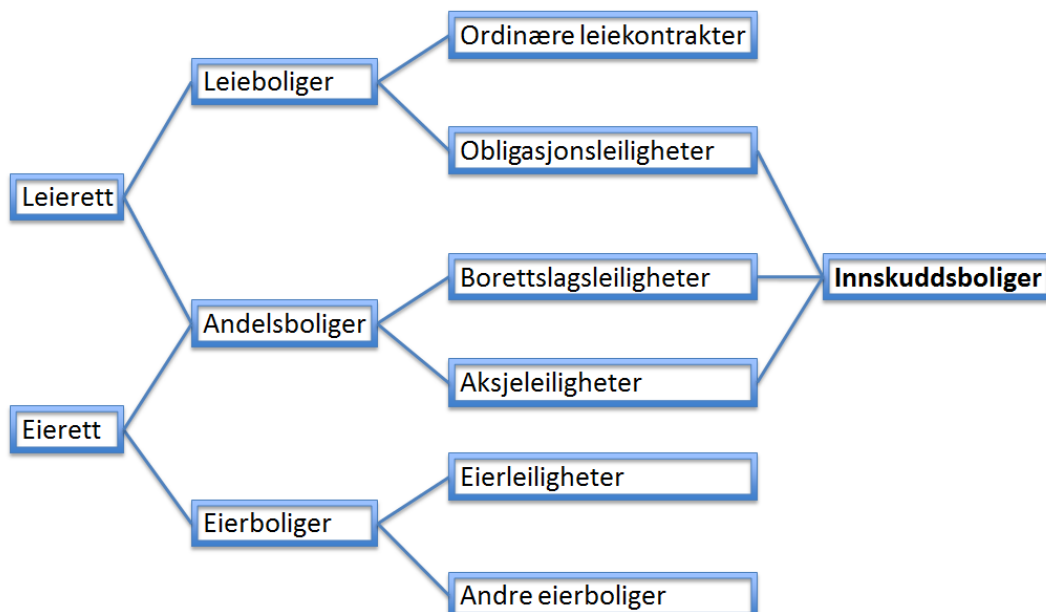 Ordinære leiekontrakter
Leieboliger
Obligasjonsleiligheter
Leierett
Borettslagsleiligheter
Innskuddsboliger
Andelsboliger
Aksjeleiligheter
Eierett
Eierleiligheter
Eierboliger
Andre eierboliger